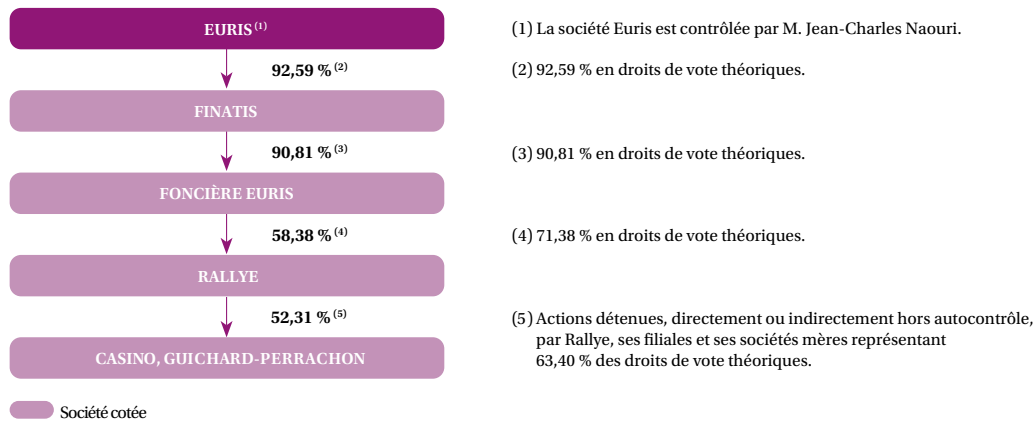 EURIS (1)
(1) La société Euris est contrôlée par M. Jean-Charles Naouri.
92,59 % (2)
(2) 92,59 % en droits de vote théoriques.
FINATIS
90,81 % (3)
(3) 90,81 % en droits de vote théoriques.
FONCIÈRE EURIS
58,38 % (4)
(4) 71,38 % en droits de vote théoriques.
RALLYE
52,31 % (5)
(5) Actions détenues, directement ou indirectement hors autocontrôle,
par Rallye, ses filiales et ses sociétés mères représentant
63,40 % des droits de vote théoriques.
CASINO, GUICHARD-PERRACHON
Société cotée